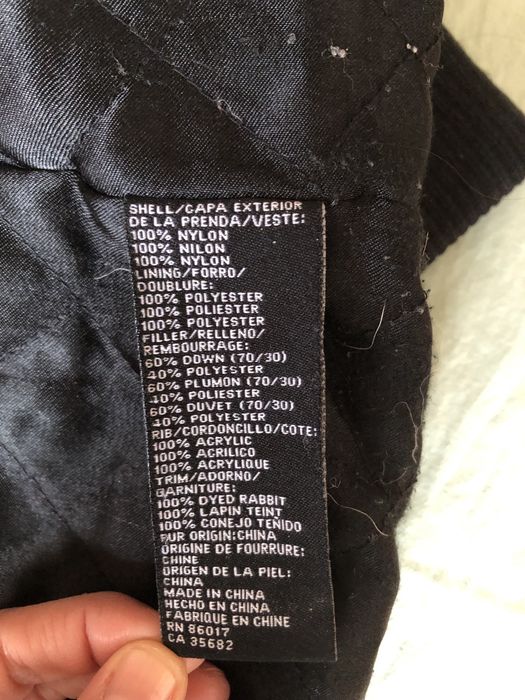 SHELL/CAPA EXTERIOR
DE LA PRENDA/VESTE:
100% NYLON
100% NILON
100% NYLON
LINING/FORRO/
DOUBLURE:
100% POLYESTER
100% POLIESTER
100% POLYESTER
FILLER/RELLENO/
REMBOURRAGE:
60% DOWN (70/30)
40% POLYESTER
60% PLUMON (70/30)
40% POLIESTER
60% DUVET (70/30)
40% POLYESTER
RIB/CORDONCILLO/COTE:
100% ACRYLIC
100% ACRILICO
100% ACRYLIQUE
TRIM/ADORNO/
GARNITURE:
100% DYED RABBIT
100% LAPIN TEINT
100% CONEJO TEÑIDO
FUR ORIGIN:CHINA
ORIGINE DE FOURRURE:
CHINE
ORIGEN DE LA PIEL:
CHINA
MADE IN CHINA
HECHO EN CHINA
FABRIQUE EN CHINE
RN 86017
CA 35682